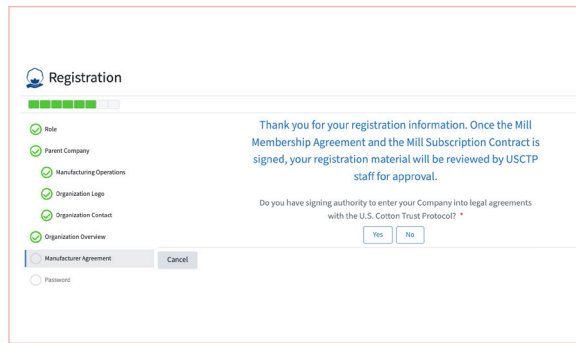 Registration
Role
Parent Company
Manufacturing Operations
Organization Logo
Organization Contact
Organization Overview
Manufacturer Agreement
Password
Cancel
Thank you for your registration information. Once the Mill
Membership Agreement and the Mill Subscription Contract is
signed, your registration material will be reviewed by USCTP
staff for approval.
Do you have signing authority to enter your Company into legal agreements
with the U.S. Cotton Trust Protocol? *
Yes No